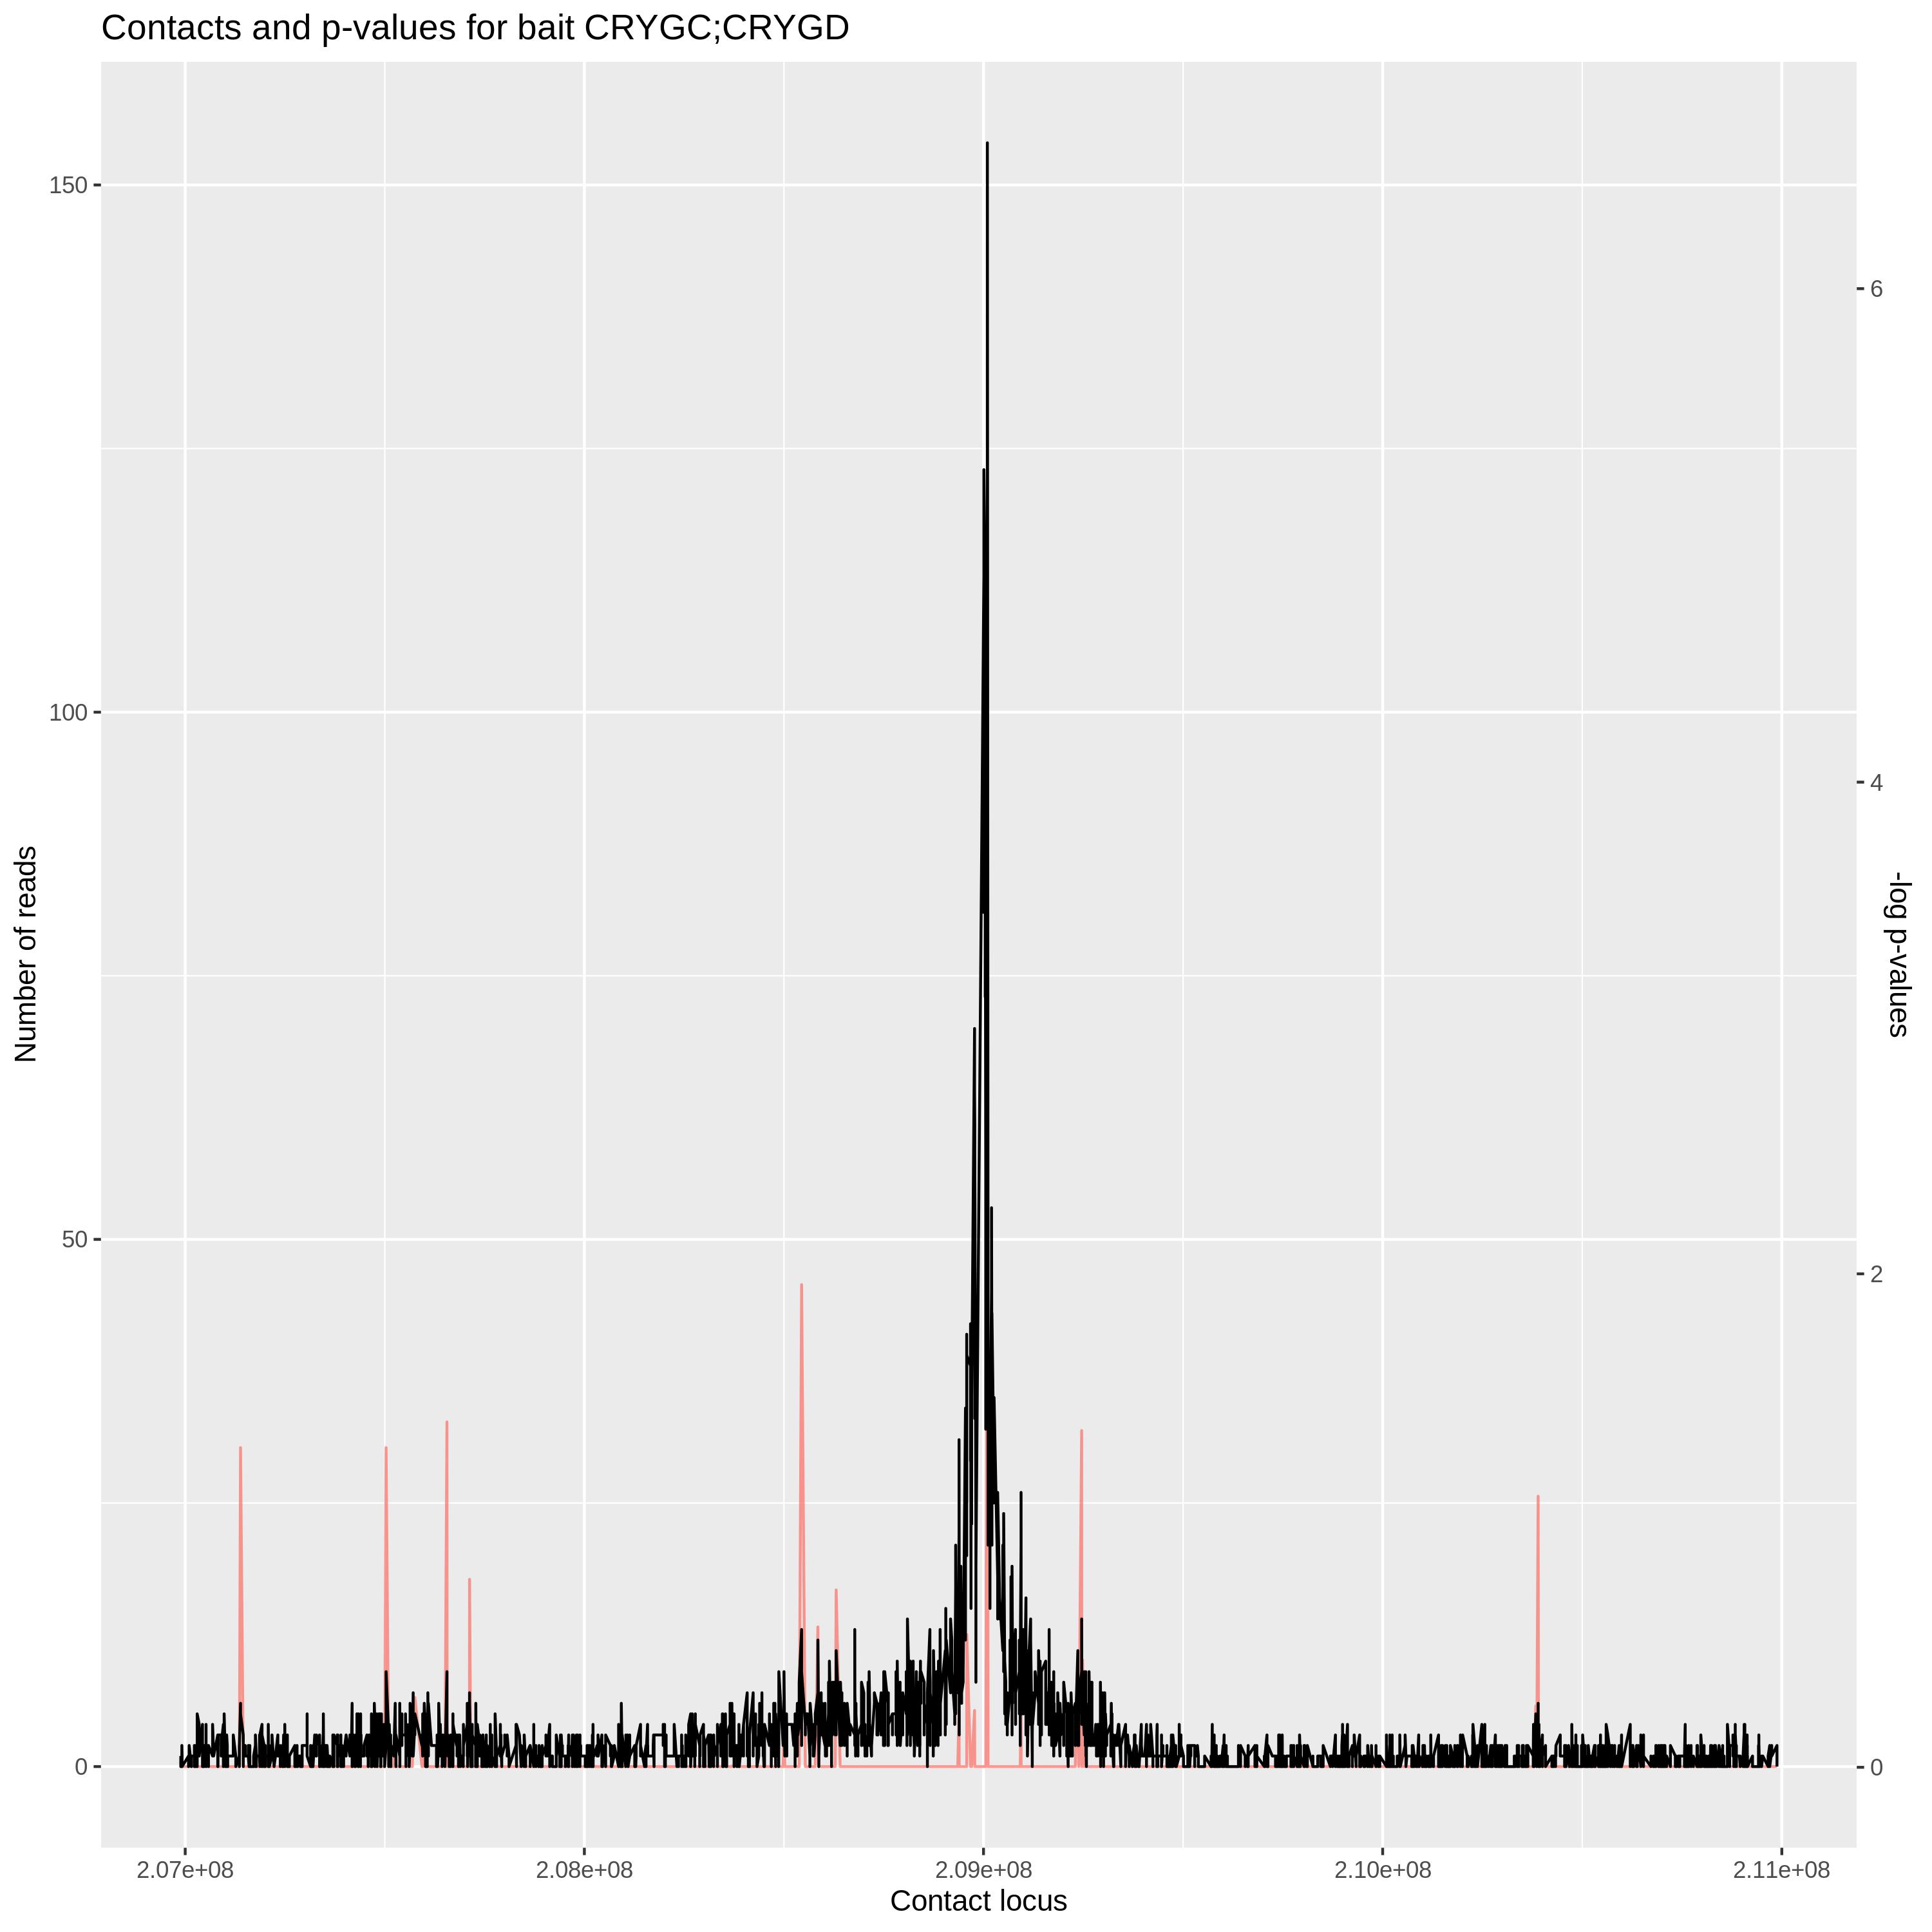 Contacts and p-values for bait CRYGC;CRYGD
150
100
50
0
Number of reads
6
4
2
0
-log p-values
2.07e+08
2.08e+08
2.09e+08
2.10e+08
2.11e+08
Contact locus